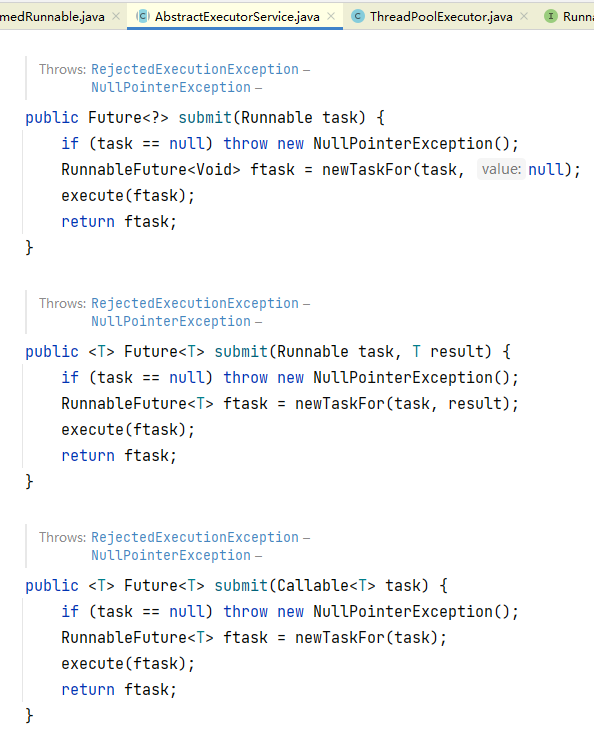 medRunnable.java AbstractExecutorService.java ThreadPoolExecutor.java I Runna
Throws: RejectedExecutionException –
NullPointerException –
public Future<?> submit(Runnable task) {
if (task == null) throw new NullPointerException();
RunnableFuture<Void> ftask = newTaskFor(task, value: null);
execute(ftask);
return ftask;
}
Throws: RejectedExecutionException –
NullPointerException –
public <T> Future<T> submit(Runnable task, T result) {
if (task == null) throw new NullPointerException();
RunnableFuture<T> ftask = newTaskFor(task, result);
execute(ftask);
return ftask;
}
Throws: RejectedExecutionException –
NullPointerException –
public <T> Future<T> submit(Callable<T> task) {
if (task == null) throw new NullPointerException();
RunnableFuture<T> ftask = newTaskFor(task);
execute(ftask);
return ftask;
}